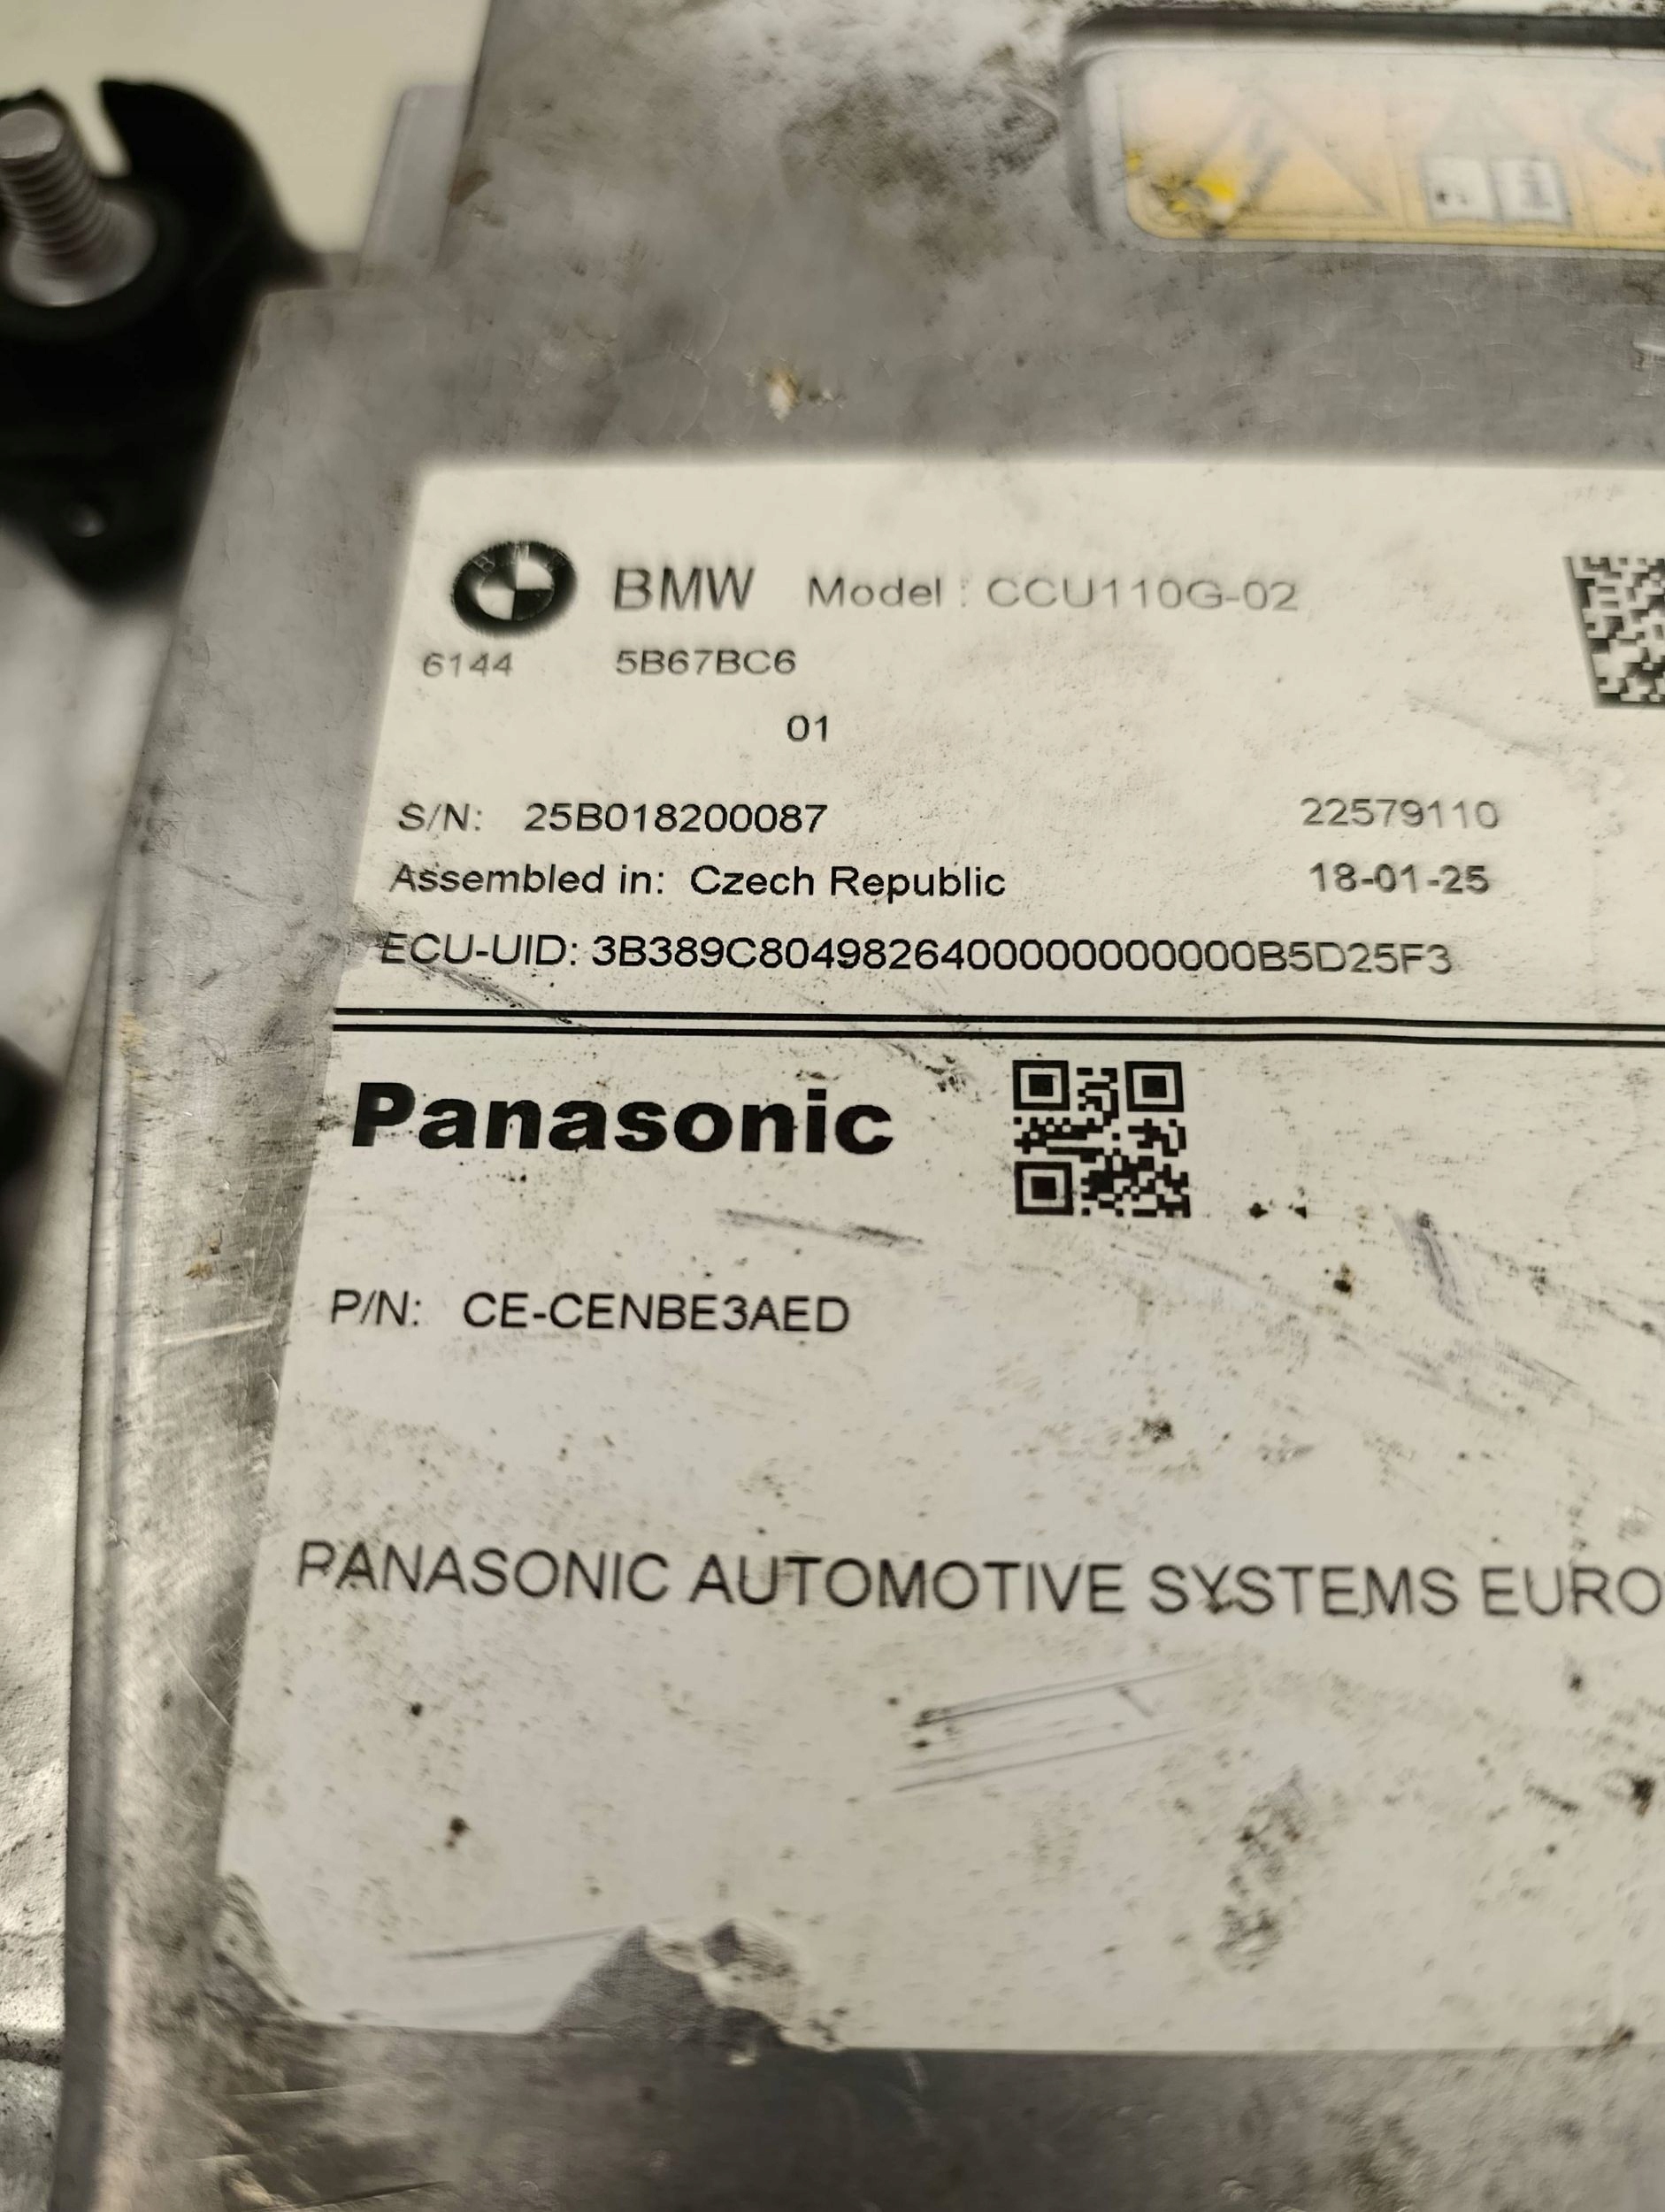 BMW Model : CCU110G-02
6144 5B67BC6
01
S/N: 25B018200087 22579110
Assembled in: Czech Republic 18-01-25
ECU-UID: 3B389C8049826400000000000B5D25F3
Panasonic
P/N: CE-CENBE3AED
PANASONIC AUTOMOTIVE SYSTEMS EURO